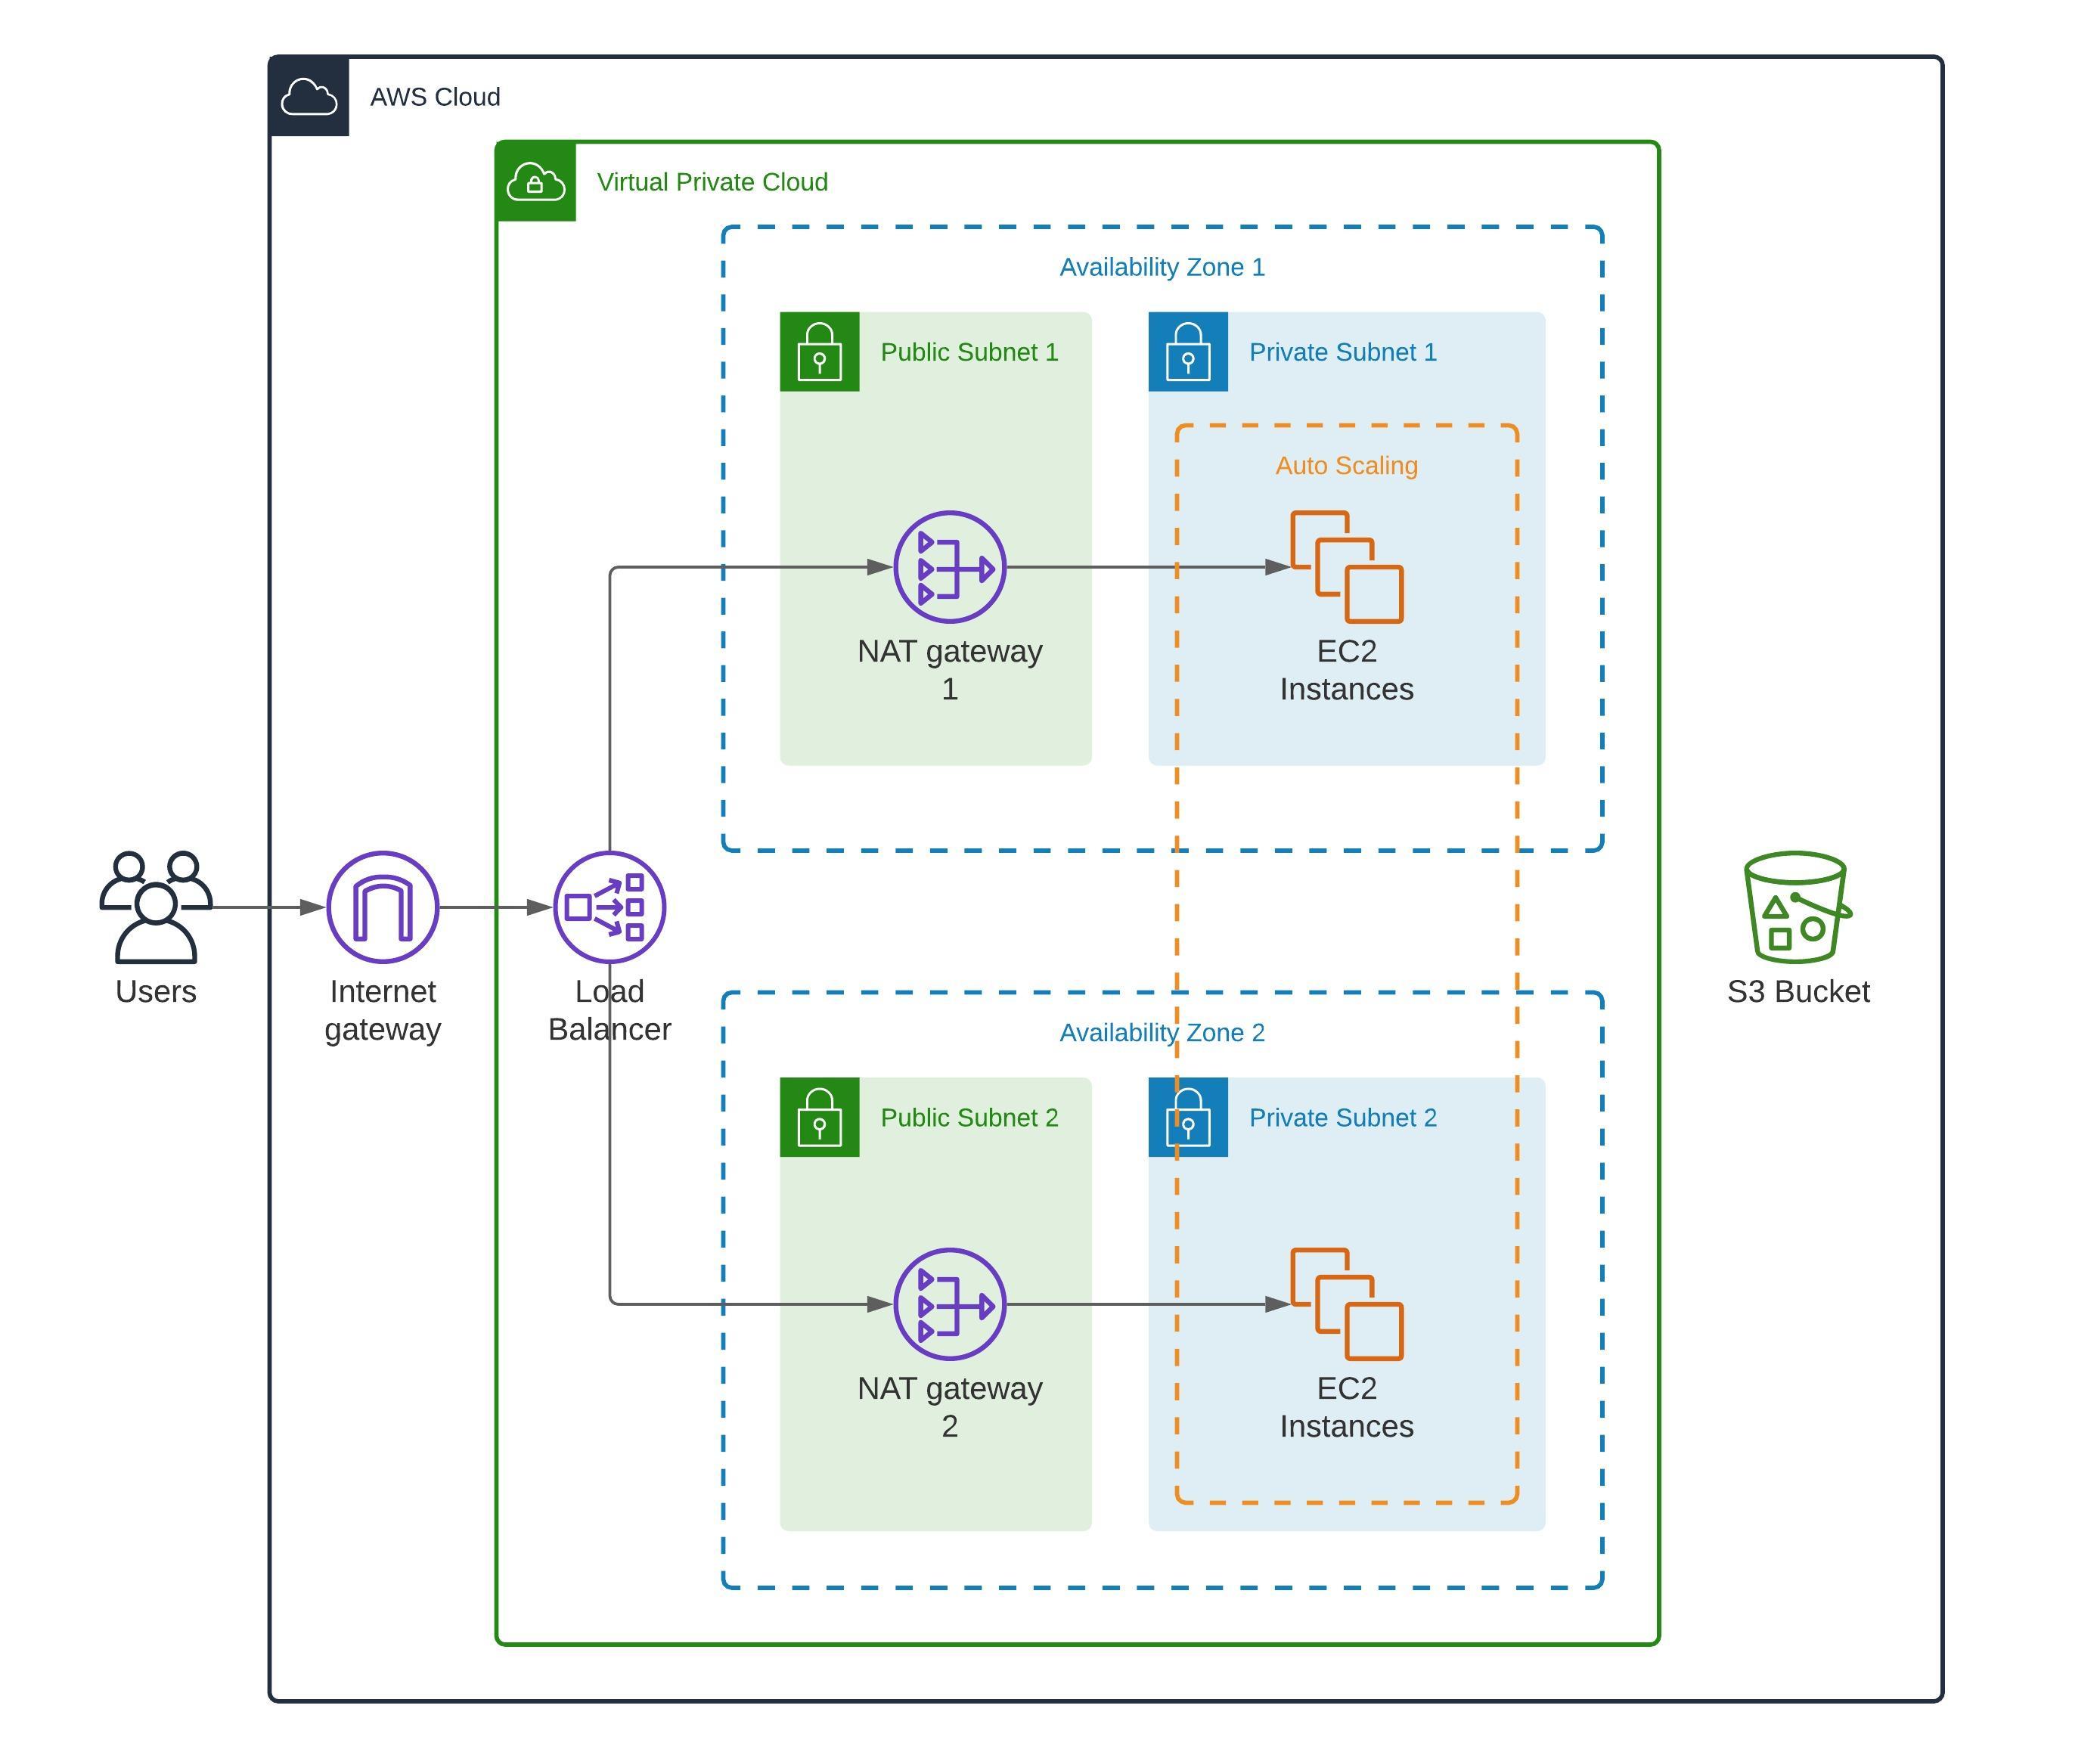 AWS Cloud
Virtual Private Cloud
Availability Zone 1
Public Subnet 1
Private Subnet 1
Auto Scaling
NAT gateway
1
EC2
Instances
Users
Internet
gateway
Load
Balancer
S3 Bucket
Availability Zone 2
Public Subnet 2
Private Subnet 2
NAT gateway
2
EC2
Instances